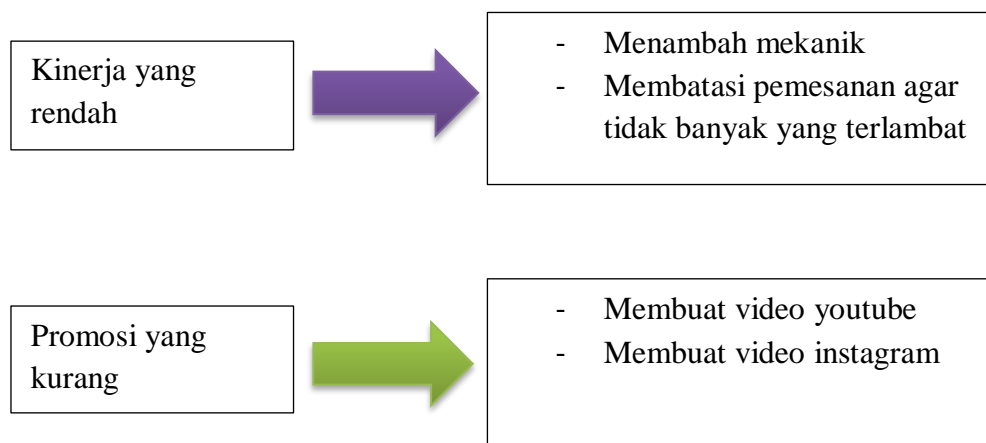 Kinerja yang
rendah
- Menambah mekanik
- Membatasi pemesanan agar
tidak banyak yang terlambat
Promosi yang
kurang
- Membuat video youtube
- Membuat video instagram